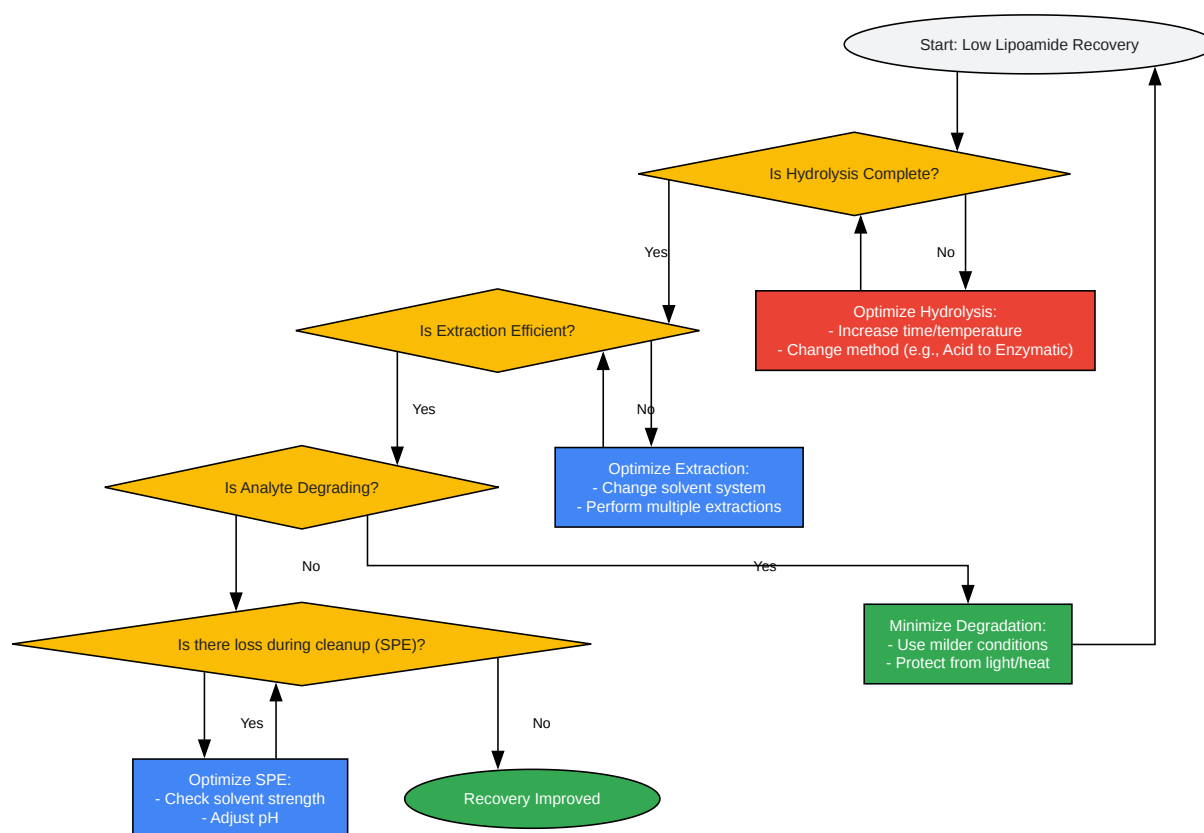 Start: Low Lipoamide Recovery
Is Hydrolysis Complete?
Yes
No
Optimize Hydrolysis:
- Increase time/temperature
- Change method (e.g., Acid to Enzymatic)
Is Extraction Efficient?
Yes
No
Optimize Extraction:
- Change solvent system
- Perform multiple extractions
Is Analyte Degrading?
No
Yes
Minimize Degradation:
- Use milder conditions
- Protect from light/heat
Is there loss during cleanup (SPE)?
Yes
No
Optimize SPE:
- Check solvent strength
- Adjust pH
Recovery Improved